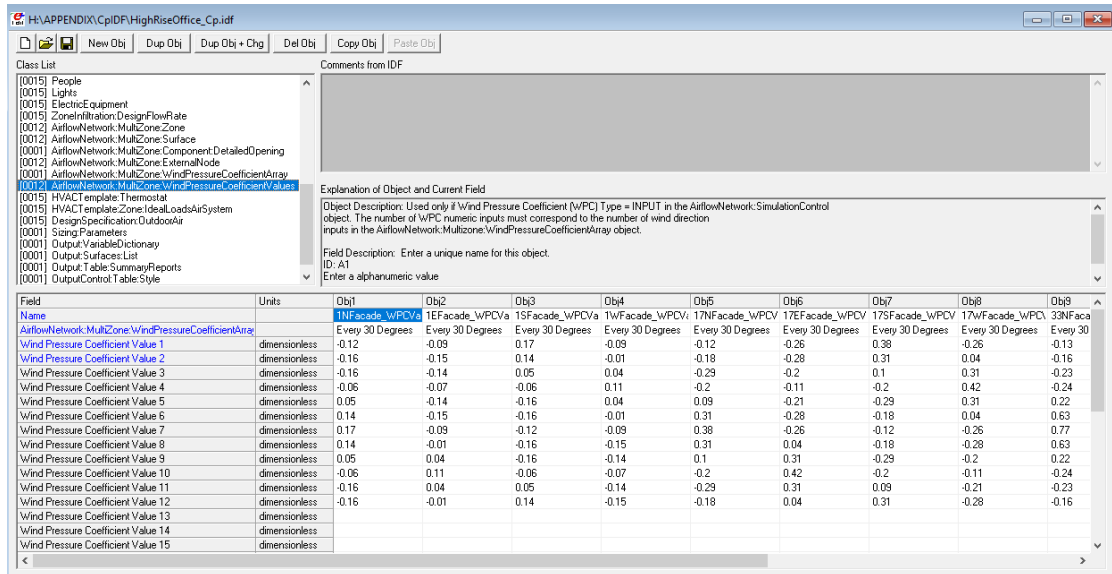 H:\APPENDIX\CpIDF\HighRiseOffice_Cp.idf
New Obj Dup Obj Dup Obj + Chg Del Obj Copy Obj Paste Obj
Class List Comments from IDF
[0015] People
[0015] Lights
[0015] ElectricEquipment
[0015] ZoneInfiltration:DesignFlowRate
[0012] AirflowNetwork:MultiZone:Zone
[0012] AirflowNetwork:MultiZone:Surface
[0001] AirflowNetwork:MultiZone:Component:DetailedOpening
[0012] AirflowNetwork:MultiZone:ExternalNode
[0001] AirflowNetwork:MultiZone:WindPressureCoefficientArray
[0012] AirflowNetwork:MultiZone:WindPressureCoefficientValues
[0015] HVACTemplate:Thermostat
[0015] HVACTemplate:Zone:IdealLoadsAirSystem
[0015] DesignSpecification:OutdoorAir
[0001] Sizing:Parameters
[0001] Output:VariableDictionary
[0001] Output:Surfaces:List
[0001] Output:Table:SummaryReports
[0001] OutputControl:Table:Style
Explanation of Object and Current Field
Object Description: Used only if Wind Pressure Coefficient (WPC) Type = INPUT in the AirflowNetwork:SimulationControl
object. The number of WPC numeric inputs must correspond to the number of wind direction
inputs in the AirflowNetwork:Multizone:WindPressureCoefficientArray object.
Field Description: Enter a unique name for this object.
ID: A1
Enter a alphanumeric value
Field Units Obj1 Obj2 Obj3 Obj4 Obj5 Obj6 Obj7 Obj8 Obj9
Name 1NFacade_WPCVa 1EFacade_WPCVa 1SFacade_WPCVa 1WFacade_WPCVa 17NFacade_WPCV 17EFacade_WPCV 17SFacade_WPCV 17WFacade_WPCV 33NFaca
AirflowNetwork:MultiZone:WindPressureCoefficientArray Every 30 Degrees Every 30 Degrees Every 30 Degrees Every 30 Degrees Every 30 Degrees Every 30 Degrees Every 30 Degrees Every 30 Degrees Every 30
Wind Pressure Coefficient Value 1 dimensionless -0.12 -0.09 0.17 -0.09 -0.12 -0.26 0.38 -0.26 -0.13
Wind Pressure Coefficient Value 2 dimensionless -0.16 -0.15 0.14 -0.01 -0.18 -0.28 0.31 0.04 -0.16
Wind Pressure Coefficient Value 3 dimensionless -0.16 -0.14 0.05 0.04 -0.29 -0.2 0.1 0.31 -0.23
Wind Pressure Coefficient Value 4 dimensionless -0.06 -0.07 -0.06 0.11 -0.2 -0.11 -0.2 0.42 -0.24
Wind Pressure Coefficient Value 5 dimensionless 0.05 -0.14 -0.16 0.04 0.09 -0.21 -0.29 0.31 0.22
Wind Pressure Coefficient Value 6 dimensionless 0.14 -0.15 -0.16 -0.01 0.31 -0.28 -0.18 0.04 0.63
Wind Pressure Coefficient Value 7 dimensionless 0.17 -0.09 -0.12 -0.09 0.38 -0.26 -0.12 -0.26 0.77
Wind Pressure Coefficient Value 8 dimensionless 0.14 -0.01 -0.16 -0.15 0.31 0.04 -0.18 -0.28 0.63
Wind Pressure Coefficient Value 9 dimensionless 0.05 0.04 -0.16 -0.14 0.1 0.31 -0.29 -0.2 0.22
Wind Pressure Coefficient Value 10 dimensionless -0.06 0.11 -0.06 -0.07 -0.2 0.42 -0.2 -0.11 -0.24
Wind Pressure Coefficient Value 11 dimensionless -0.16 0.04 0.05 -0.14 -0.29 0.31 0.09 -0.21 -0.23
Wind Pressure Coefficient Value 12 dimensionless -0.16 -0.01 0.14 -0.15 -0.18 0.04 0.31 -0.28 -0.16
Wind Pressure Coefficient Value 13 dimensionless
Wind Pressure Coefficient Value 14 dimensionless
Wind Pressure Coefficient Value 15 dimensionless